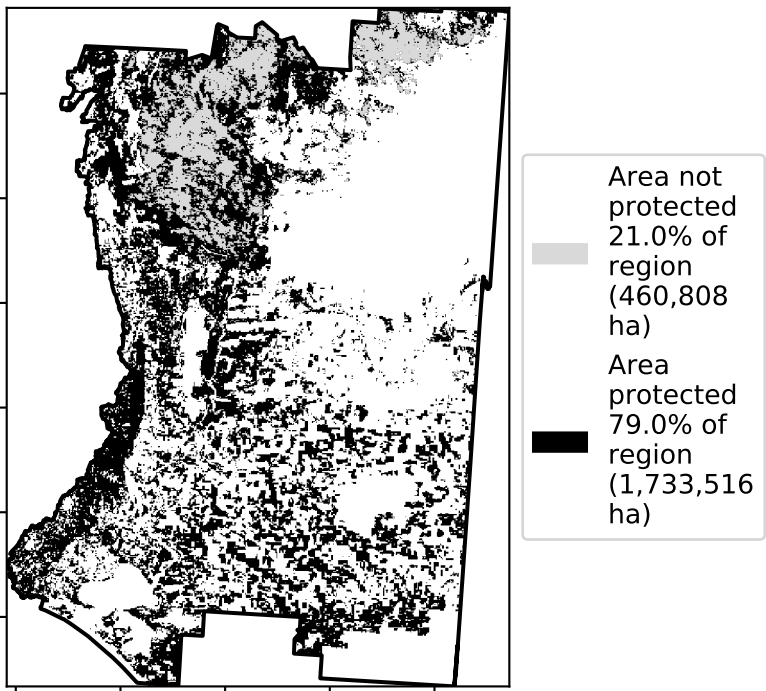 Area not
protected
21.0% of
region
(460,808
ha)
Area
protected
79.0% of
region
(1,733,516
ha)